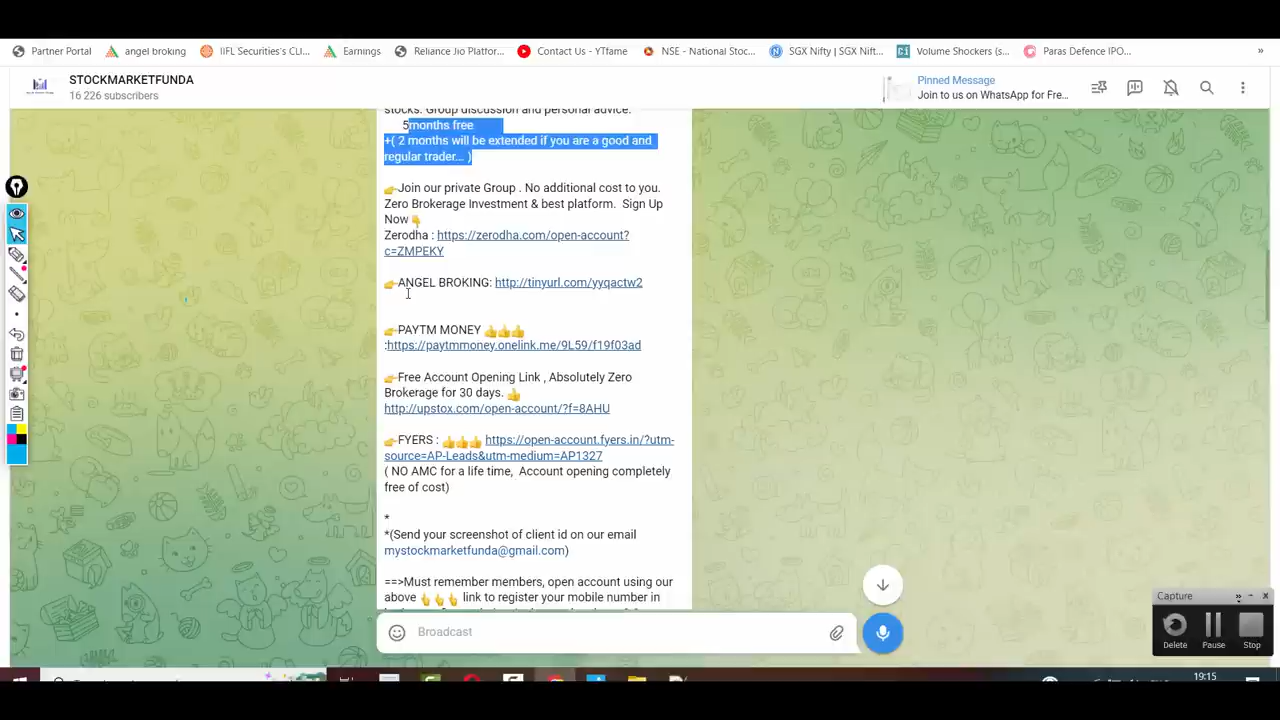 Partner Portal angel broking IIFL Securities's CLI... Earnings Reliance Jio Platfor... Contact Us - YTfame NSE - National Stoc... SGX Nifty | SGX Nift... Volume Shockers (s... Paras Defence IPO... »
STOCKMARKETFUNDA
16 226 subscribers
Pinned Message
Join to us on WhatsApp for Fre...
stocks. Group discussion and personal advice.
5months free
+( 2 months will be extended if you are a good and
regular trader... )
👉Join our private Group . No additional cost to you.
Zero Brokerage Investment & best platform. Sign Up
Now👇
Zerodha : https://zerodha.com/open-account?
c=ZMPEKY
👉ANGEL BROKING: http://tinyurl.com/yyqactw2
👉PAYTM MONEY 👍👍👍
:https://paytmmoney.onelink.me/9L59/f19f03ad
👉Free Account Opening Link , Absolutely Zero
Brokerage for 30 days. 👍
http://upstox.com/open-account/?f=8AHU
👉FYERS : 👍👍👍 https://open-account.fyers.in/?utm-
source=AP-Leads&utm-medium=AP1327
( NO AMC for a life time, Account opening completely
free of cost)
*
*(Send your screenshot of client id on our email
mystockmarketfunda@gmail.com)
==>Must remember members, open account using our
above 👆👆👆 link to register your mobile number in
Broadcast
Capture
Delete Pause Stop
19:15